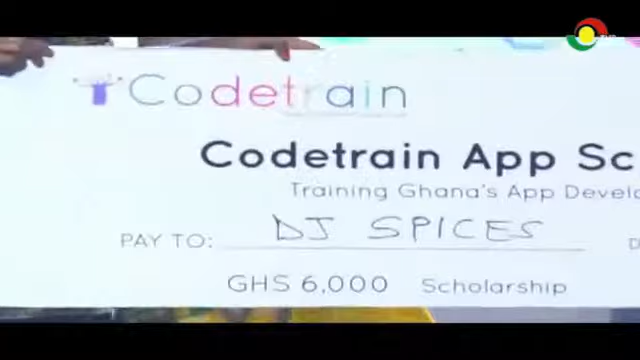 Codetrain
Codetrain App Sc
Training Ghana's App Develo
PAY TO: DJ SPICES D
GHS 6,000 Scholarship